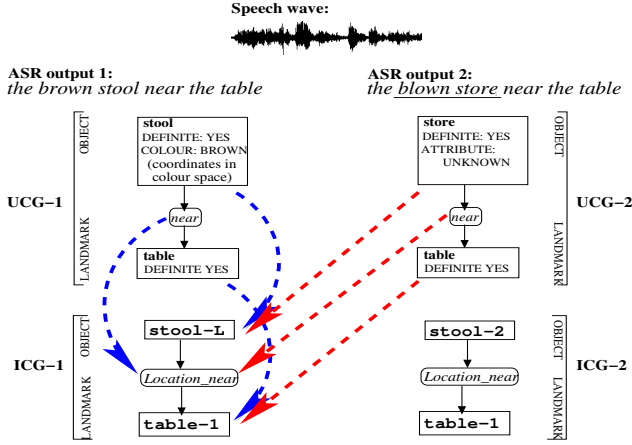 Speech wave:
ASR output 1:
the brown stool near the table
ASR output 2:
the blown store near the table
UCG−1
OBJECT
LANDMARK
stool
DEFINITE: YES
COLOUR: BROWN
(coordinates in
colour space)
near
table
DEFINITE YES
store
DEFINITE: YES
ATTRIBUTE:
UNKNOWN
near
table
DEFINITE YES
OBJECT
LANDMARK
UCG−2
ICG−1
OBJECT
LANDMARK
stool−L
Location_near
table−1
stool−2
Location_near
table−1
OBJECT
LANDMARK
ICG−2